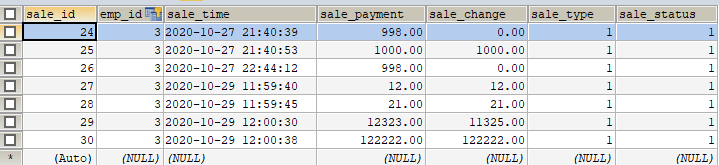 sale_id emp_id sale_time sale_payment sale_change sale_type sale_status
24 3 2020-10-27 21:40:39 998.00 0.00 1 1
25 3 2020-10-27 21:40:53 1000.00 1000.00 1 1
26 3 2020-10-27 22:44:12 998.00 0.00 1 1
27 3 2020-10-29 11:59:40 12.00 12.00 1 1
28 3 2020-10-29 11:59:45 21.00 21.00 1 1
29 3 2020-10-29 12:00:30 12323.00 11325.00 1 1
30 3 2020-10-29 12:00:38 122222.00 122222.00 1 1
* (Auto) (NULL) (NULL) (NULL) (NULL) (NULL) (NULL)